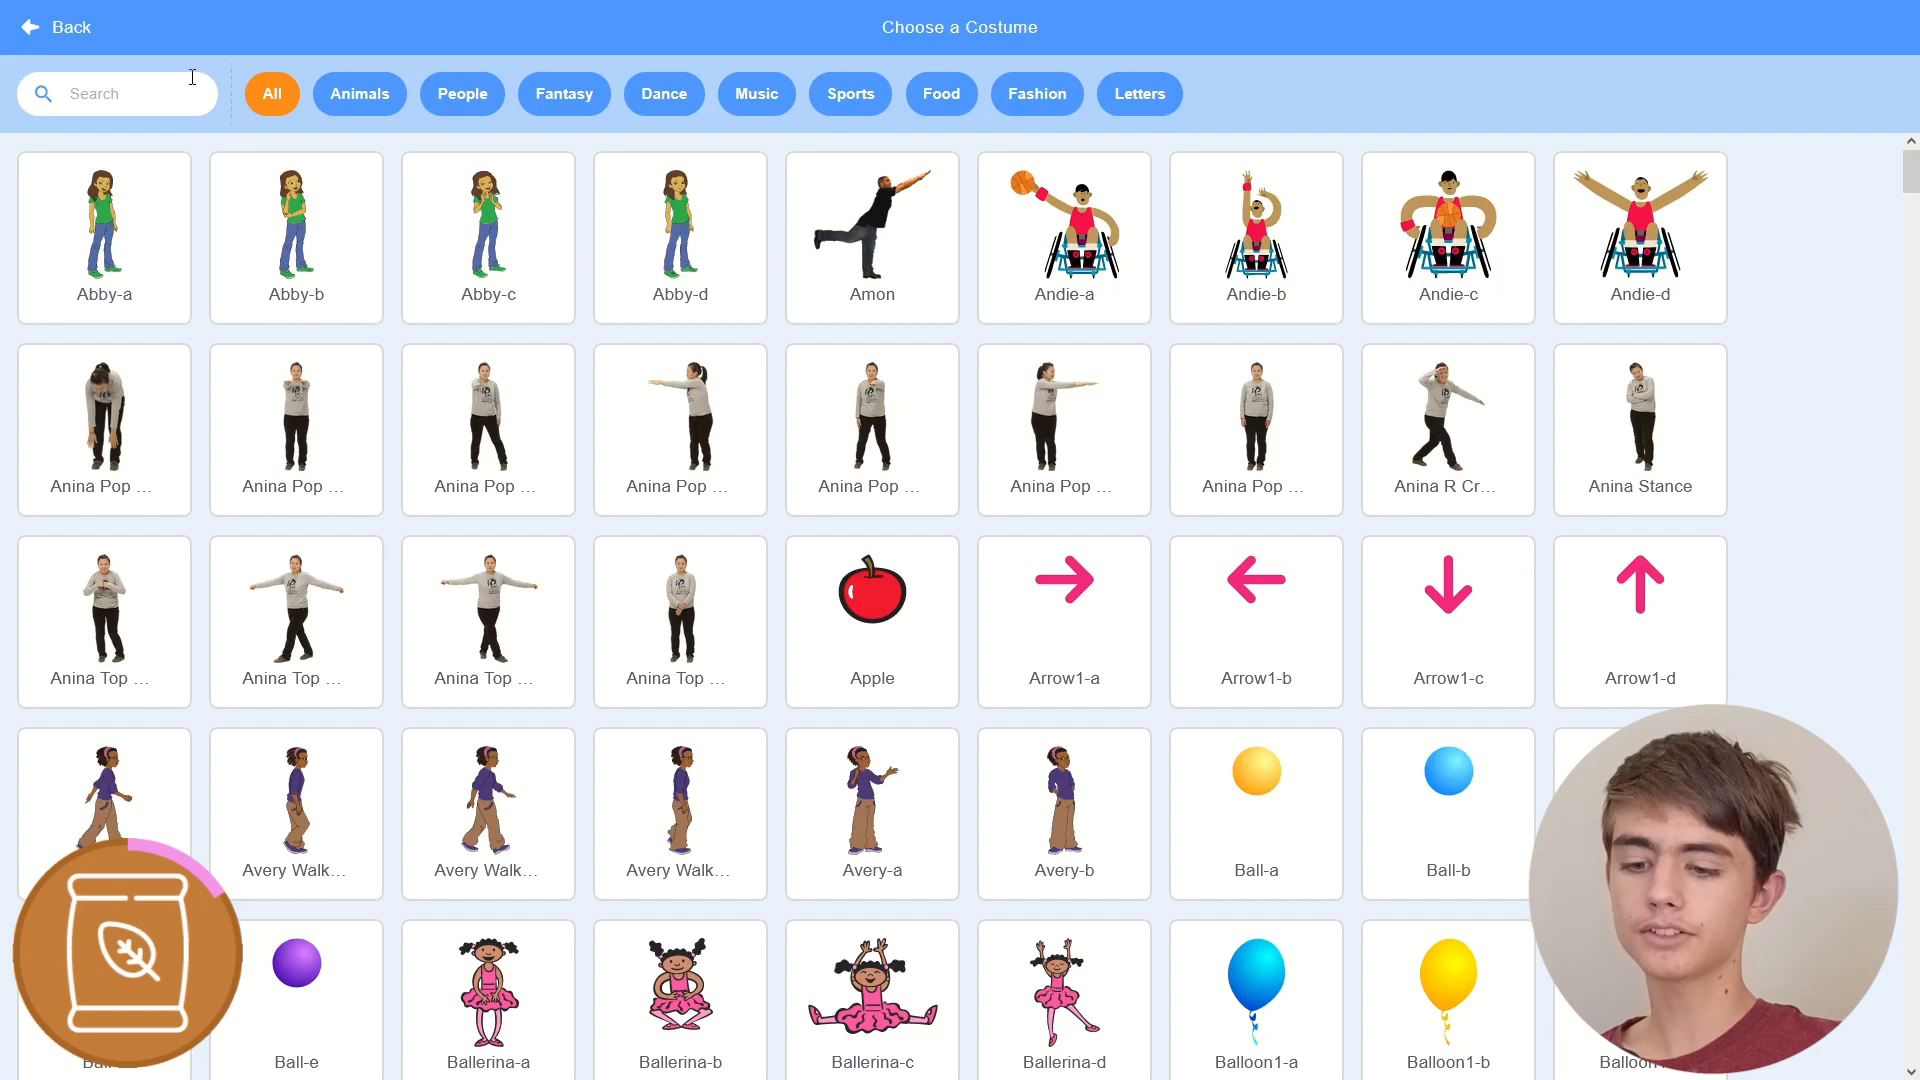 Back
Choose a Costume
Search
All
Animals
People
Fantasy
Dance
Music
Sports
Food
Fashion
Letters
Abby-a
Abby-b
Abby-c
Abby-d
Amon
Andie-a
Andie-b
Andie-c
Andie-d
Anina Pop ...
Anina Pop ...
Anina Pop ...
Anina Pop ...
Anina Pop ...
Anina Pop ...
Anina Pop ...
Anina R Cr...
Anina Stance
Anina Top ...
Anina Top ...
Anina Top ...
Anina Top ...
Apple
Arrow1-a
Arrow1-b
Arrow1-c
Arrow1-d
Avery Walk...
Avery Walk...
Avery Walk...
Avery-a
Avery-b
Ball-a
Ball-b
Ball-e
Ballerina-a
Ballerina-b
Ballerina-c
Ballerina-d
Balloon1-a
Balloon1-b